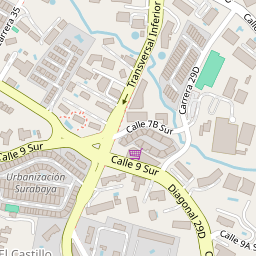 Carrera 35
Transversal Inferior
Calle
Carrera 29D
Calle 7B Sur
Calle 9 Sur
Calle 9 Sur
Urbanización
Surabaya
Diagonal 29D
Calle 9A S
El Castillo